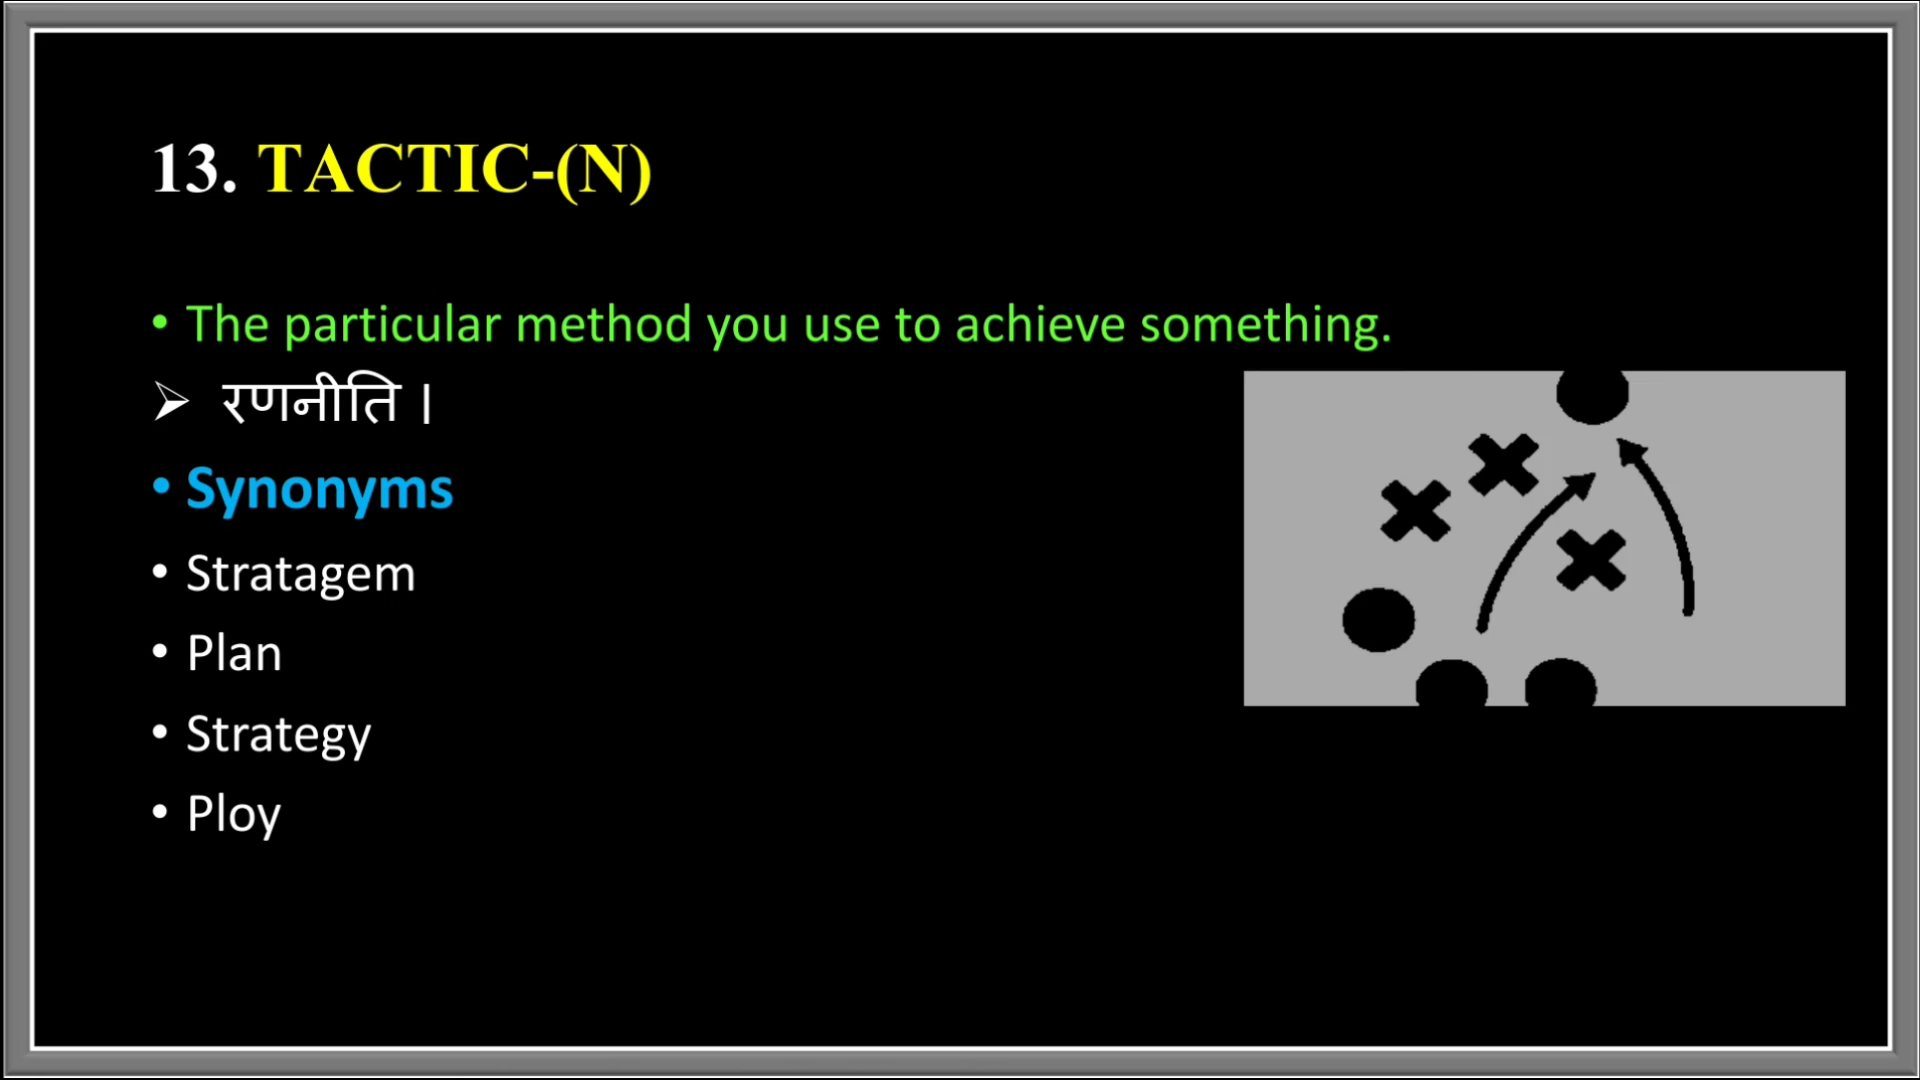 13. TACTIC-(N)
• The particular method you use to achieve something.
➢ रणनीति ।
• Synonyms
• Stratagem
• Plan
• Strategy
• Ploy